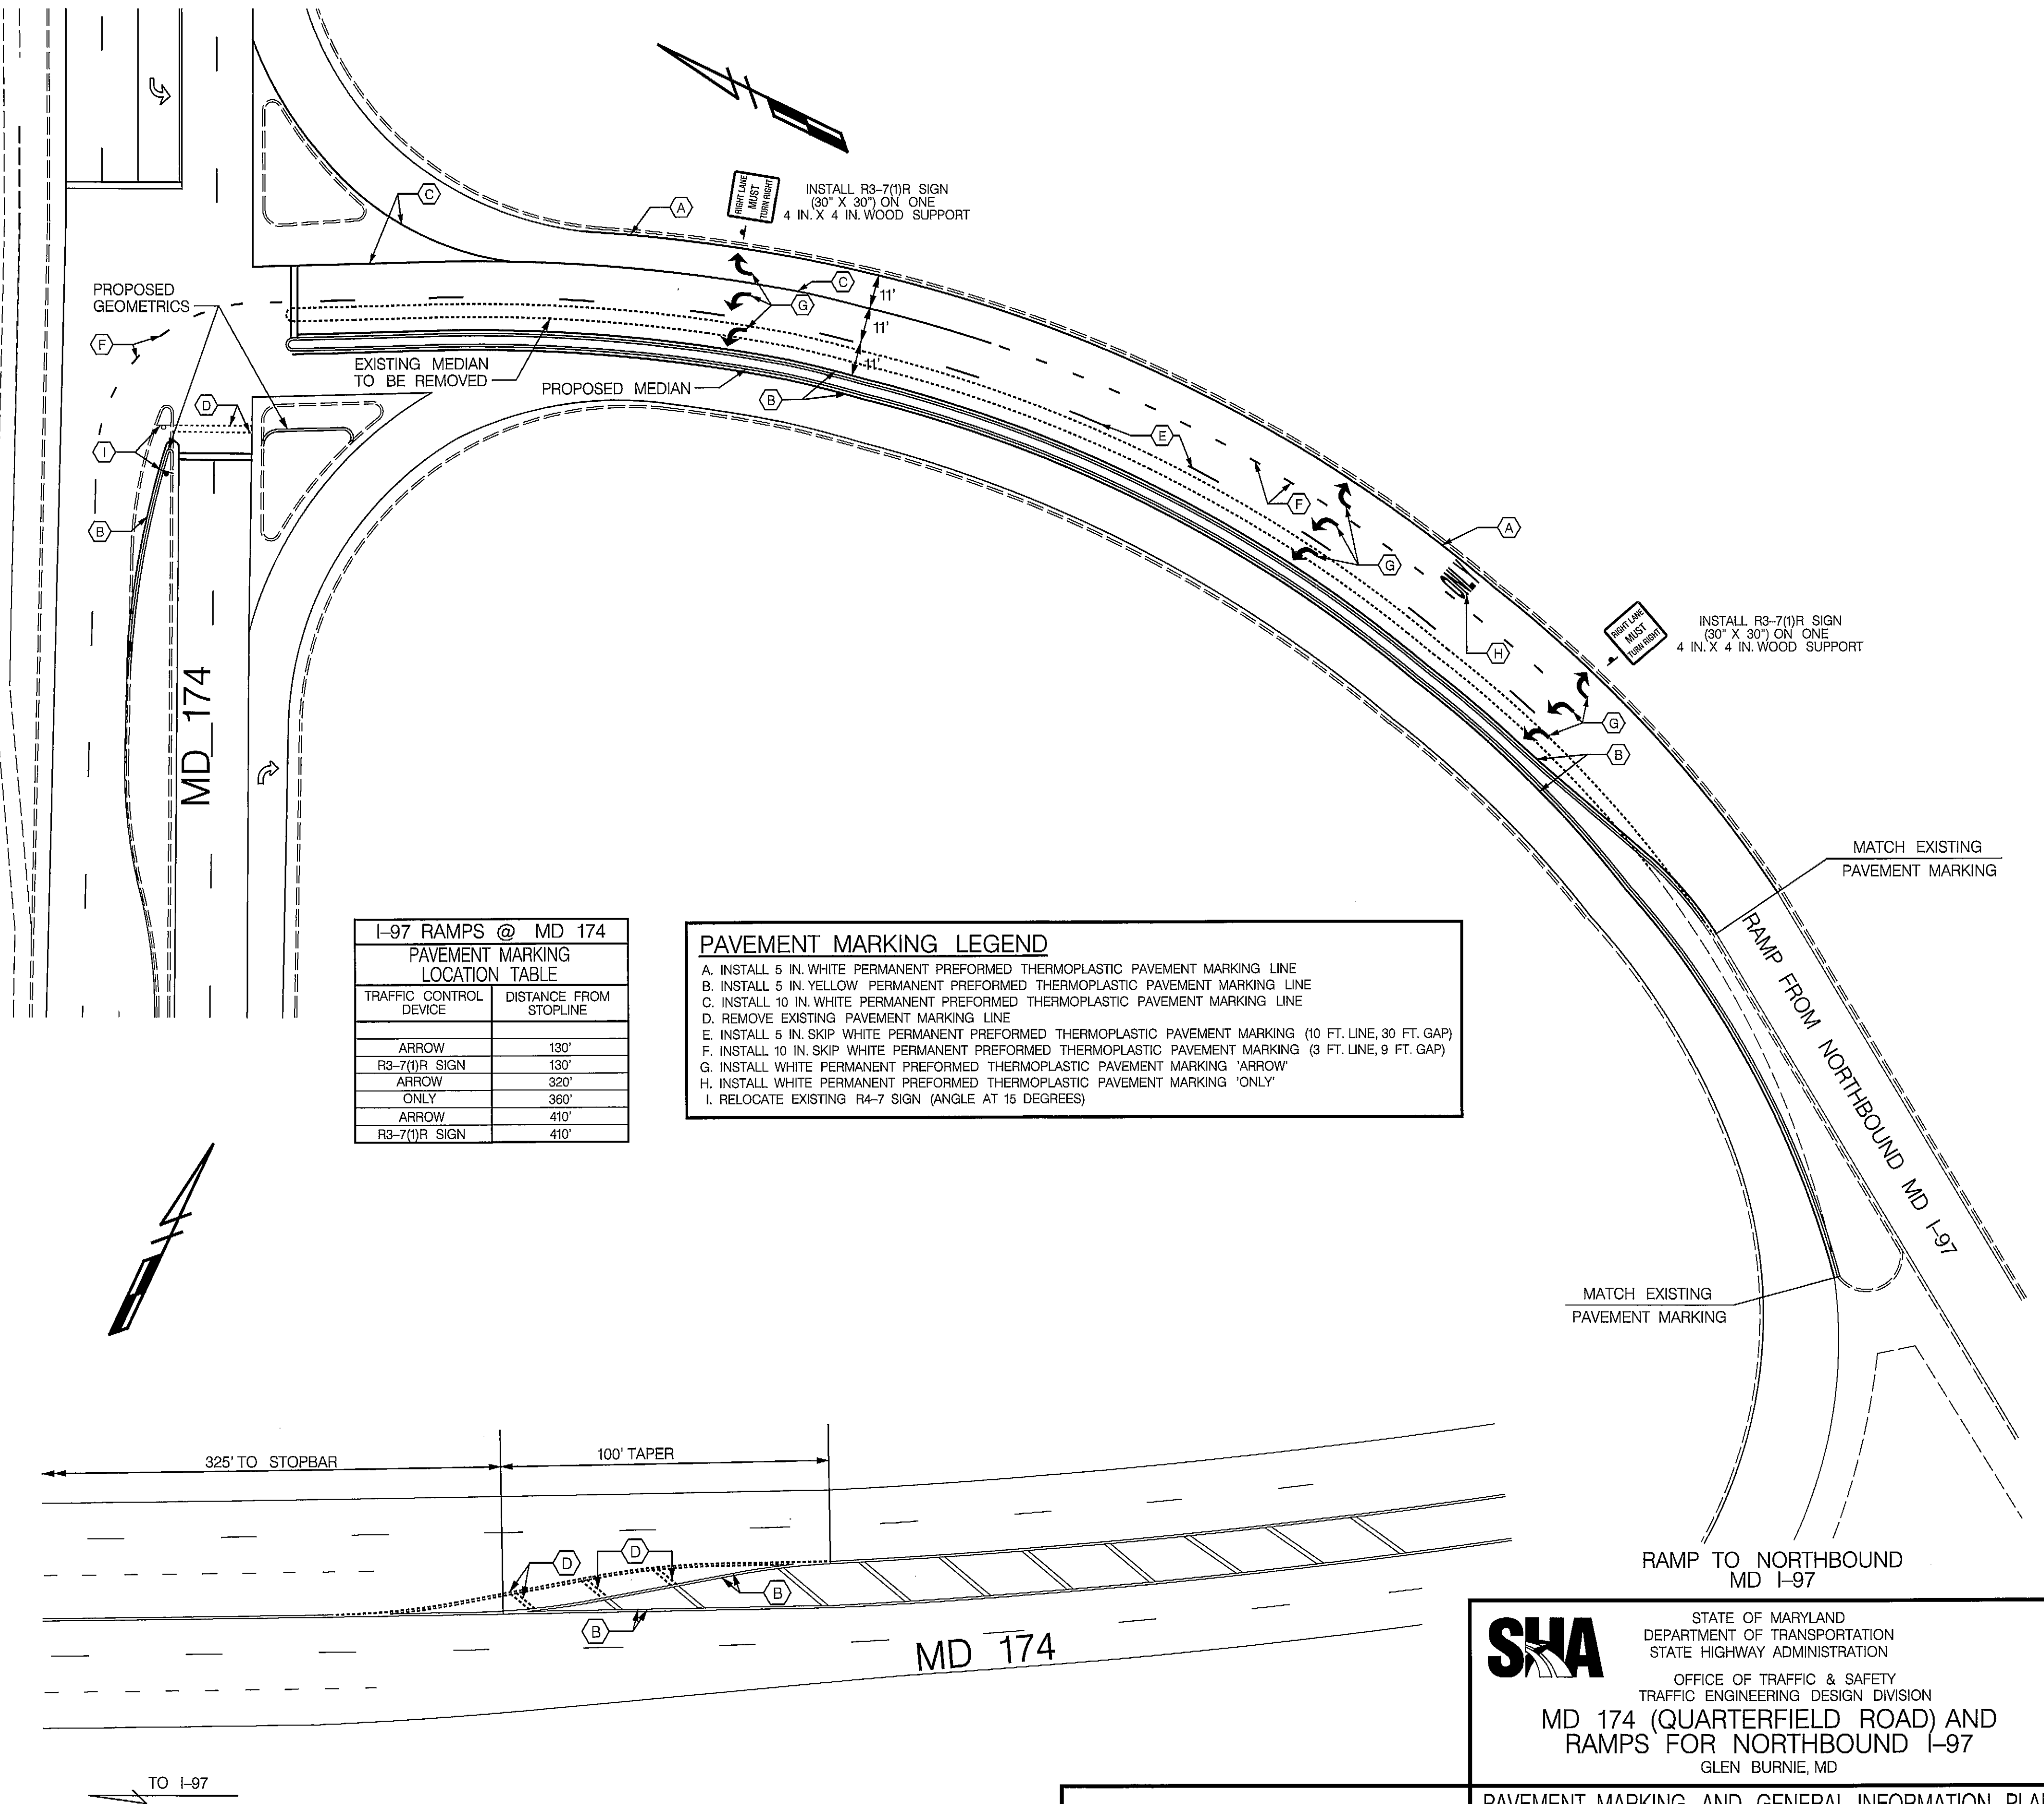 RIGHT LANE
MUST
TURN RIGHT
INSTALL R3-7(1)R SIGN
(30" X 30") ON ONE
4 IN. X 4 IN. WOOD SUPPORT
C
A
PROPOSED
GEOMETRICS
C
11'
G
11'
11'
F
EXISTING MEDIAN
TO BE REMOVED
PROPOSED MEDIAN
B
D
E
I
F
B
A
G
RIGHT LANE
MUST
TURN RIGHT
INSTALL R3-7(1)R SIGN
(30" X 30") ON ONE
4 IN. X 4 IN. WOOD SUPPORT
H
G
B
MD 174
MATCH EXISTING
PAVEMENT MARKING
RAMP FROM NORTHBOUND MD I-97
I-97 RAMPS @ MD 174
PAVEMENT MARKING
LOCATION TABLE
TRAFFIC CONTROL DEVICE DISTANCE FROM STOPLINE
ARROW 130'
R3-7(1)R SIGN 130'
ARROW 320'
ONLY 360'
ARROW 410'
R3-7(1)R SIGN 410'
PAVEMENT MARKING LEGEND
A. INSTALL 5 IN. WHITE PERMANENT PREFORMED THERMOPLASTIC PAVEMENT MARKING LINE
B. INSTALL 5 IN. YELLOW PERMANENT PREFORMED THERMOPLASTIC PAVEMENT MARKING LINE
C. INSTALL 10 IN. WHITE PERMANENT PREFORMED THERMOPLASTIC PAVEMENT MARKING LINE
D. REMOVE EXISTING PAVEMENT MARKING LINE
E. INSTALL 5 IN. SKIP WHITE PERMANENT PREFORMED THERMOPLASTIC PAVEMENT MARKING (10 FT. LINE, 30 FT. GAP)
F. INSTALL 10 IN. SKIP WHITE PERMANENT PREFORMED THERMOPLASTIC PAVEMENT MARKING (3 FT. LINE, 9 FT. GAP)
G. INSTALL WHITE PERMANENT PREFORMED THERMOPLASTIC PAVEMENT MARKING 'ARROW'
H. INSTALL WHITE PERMANENT PREFORMED THERMOPLASTIC PAVEMENT MARKING 'ONLY'
I. RELOCATE EXISTING R4-7 SIGN (ANGLE AT 15 DEGREES)
MATCH EXISTING
PAVEMENT MARKING
325' TO STOPBAR
100' TAPER
D
D
B
B
MD 174
RAMP TO NORTHBOUND
MD I-97
SHA
STATE OF MARYLAND
DEPARTMENT OF TRANSPORTATION
STATE HIGHWAY ADMINISTRATION
OFFICE OF TRAFFIC & SAFETY
TRAFFIC ENGINEERING DESIGN DIVISION
MD 174 (QUARTERFIELD ROAD) AND
RAMPS FOR NORTHBOUND I-97
GLEN BURNIE, MD
TO I-97
PAVEMENT MARKING AND GENERAL INFORMATION PLAN